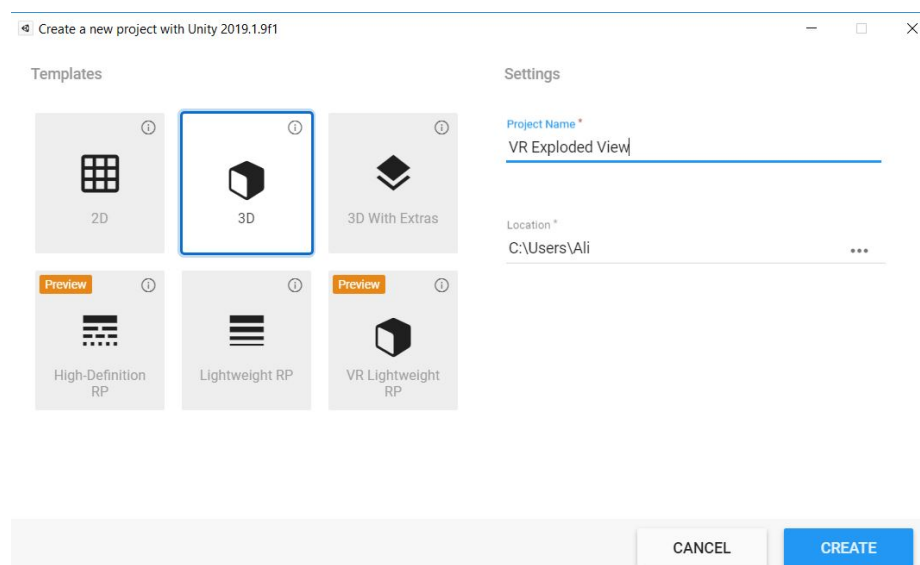 Create a new project with Unity 2019.1.9f1
Templates
2D
3D
3D With Extras
Preview
High-Definition
RP
Lightweight RP
Preview
VR Lightweight
RP
Settings
Project Name *
VR Exploded View
Location *
C:\Users\Ali
CANCEL
CREATE